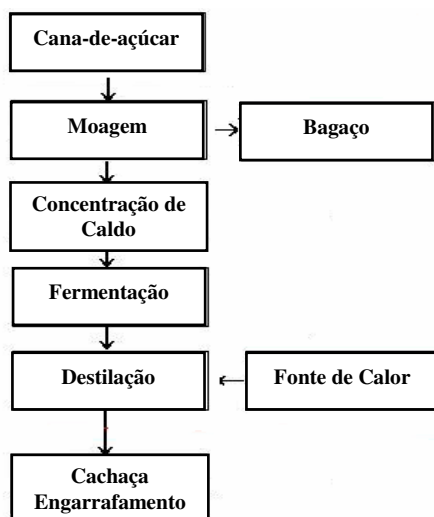 Cana-de-açúcar
Moagem
Bagaço
Concentração de
Caldo
Fermentação
Destilação
Fonte de Calor
Cachaça
Engarrafamento